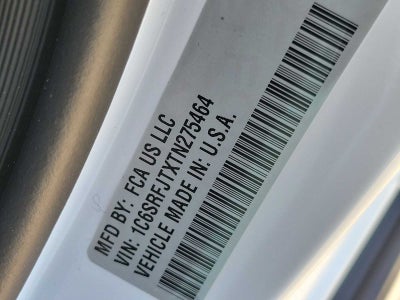 MFD BY: FCA US LLC
VIN: 1C6SRFJTXTN275464
VEHICLE MADE IN: U.S.A.